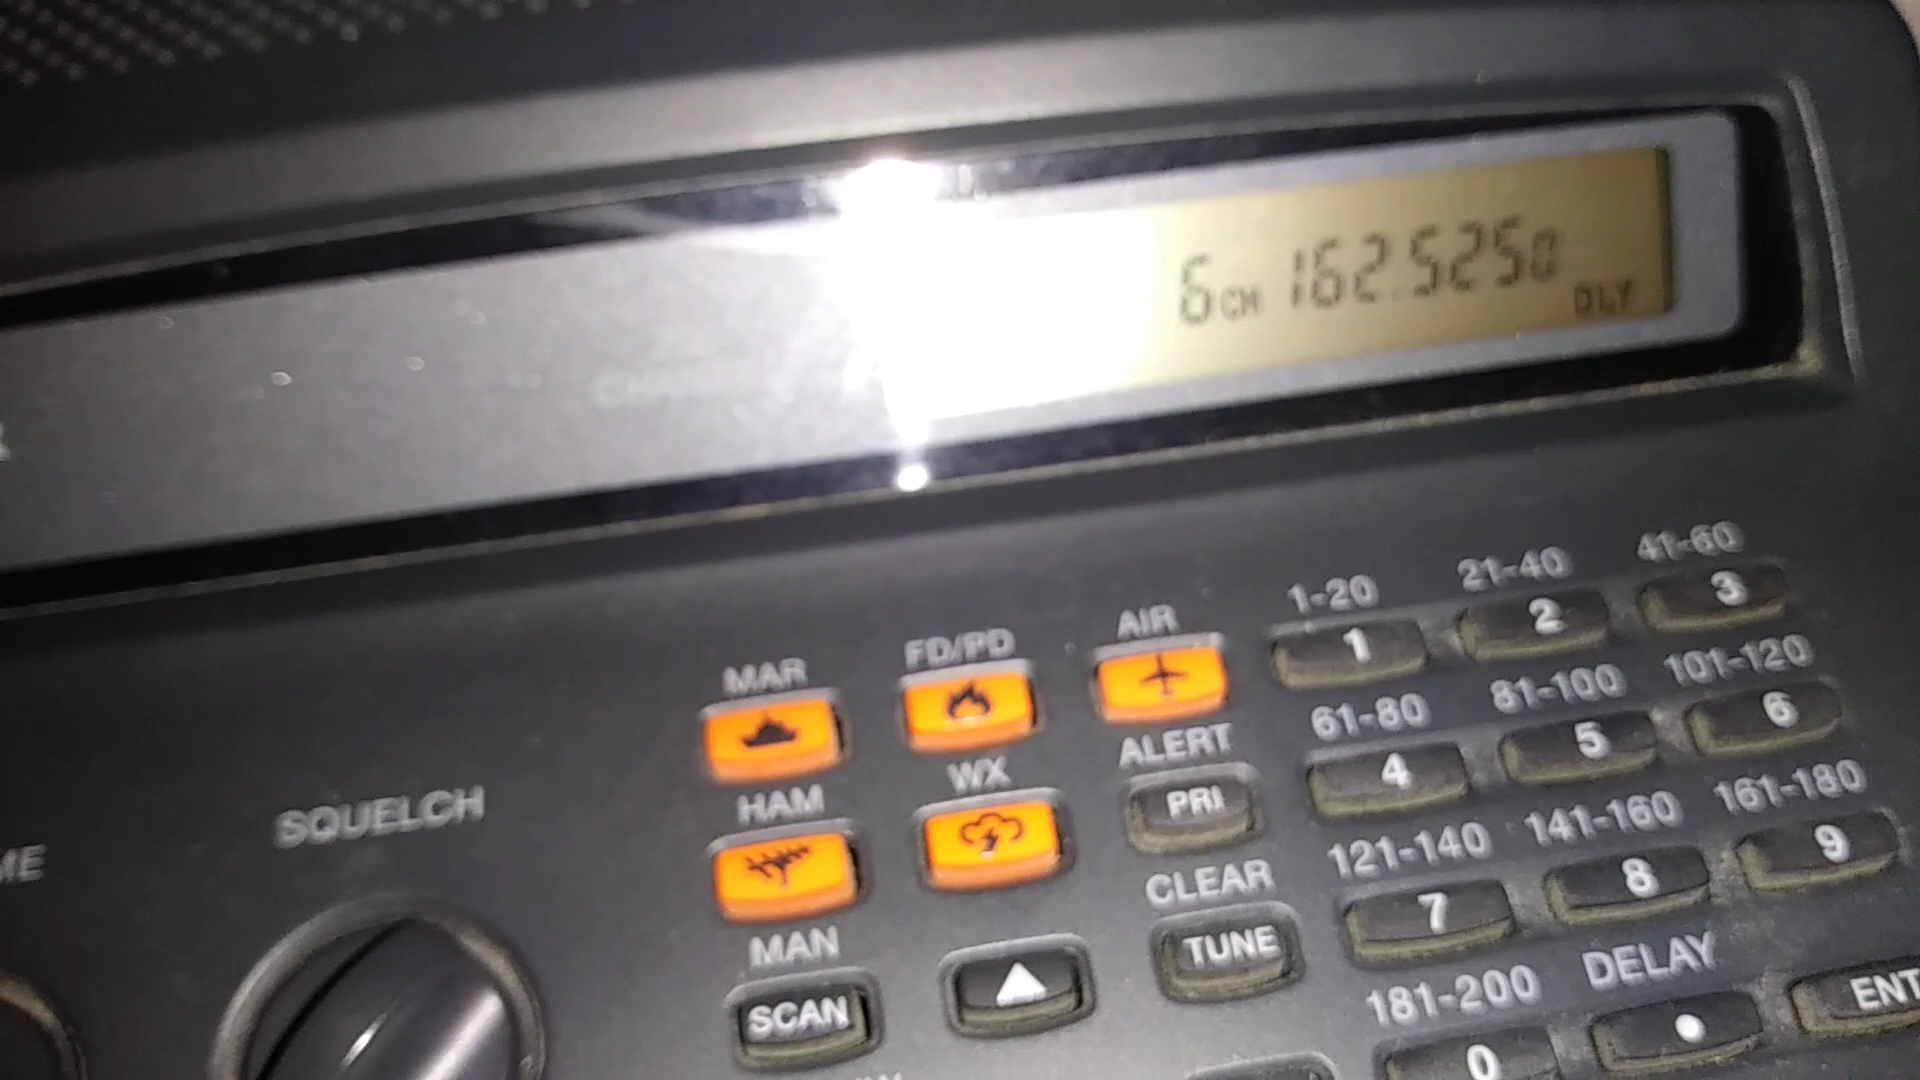 6CH 162.5250
DLY
1-20 21-40 41-60
1 2 3
MAR FD/PD AIR
61-80 81-100 101-120
4 5 6
HAM WX ALERT
PRI
121-140 141-160 161-180
7 8 9
SQUELCH
MAN CLEAR
SCAN TUNE
181-200 DELAY
0 ENT